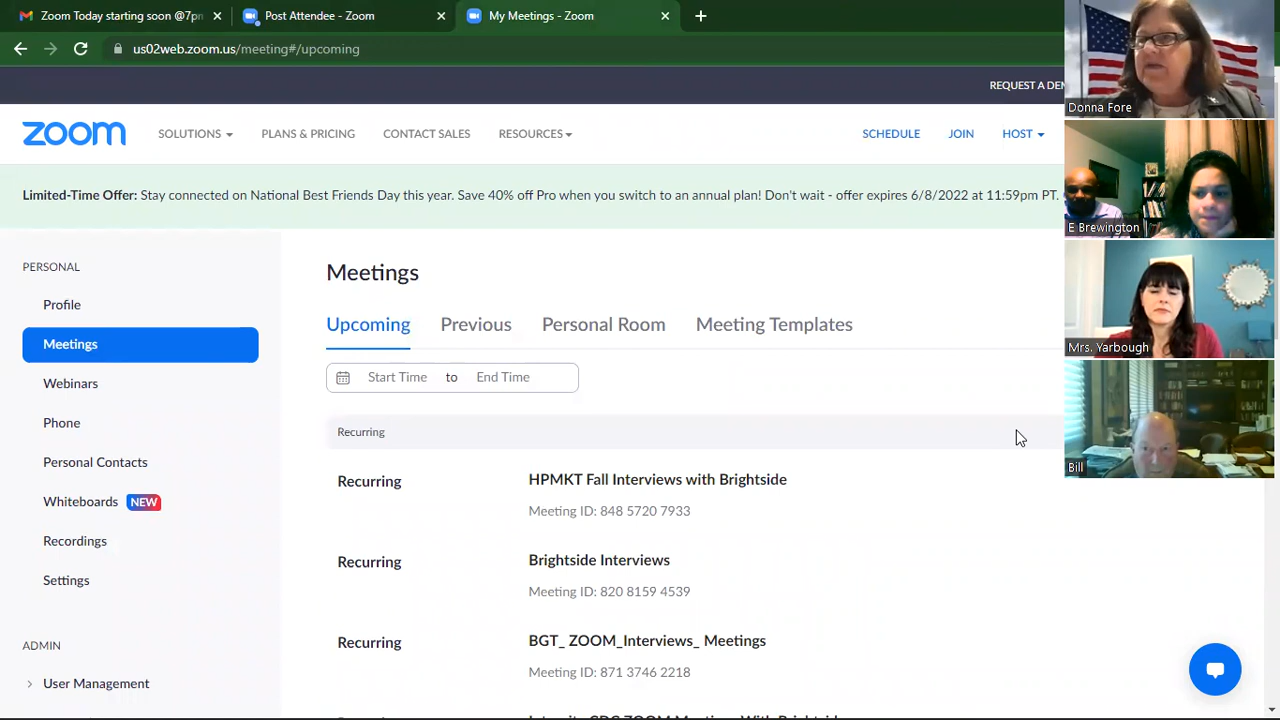 Zoom Today starting soon @7pm
Post Attendee - Zoom
My Meetings - Zoom
us02web.zoom.us/meeting#/upcoming
REQUEST A DEM
zoom
SOLUTIONS
PLANS & PRICING
CONTACT SALES
RESOURCES
SCHEDULE
JOIN
HOST
Limited-Time Offer: Stay connected on National Best Friends Day this year. Save 40% off Pro when you switch to an annual plan! Don't wait - offer expires 6/8/2022 at 11:59pm PT.
PERSONAL
Profile
Meetings
Webinars
Phone
Personal Contacts
Whiteboards NEW
Recordings
Settings
ADMIN
User Management
Meetings
Upcoming
Previous
Personal Room
Meeting Templates
Start Time to End Time
Recurring
Recurring
HPMKT Fall Interviews with Brightside
Meeting ID: 848 5720 7933
Recurring
Brightside Interviews
Meeting ID: 820 8159 4539
Recurring
BGT_ ZOOM_Interviews_ Meetings
Meeting ID: 871 3746 2218
Donna Fore
E Brewington
Mrs. Yarbough
Bill